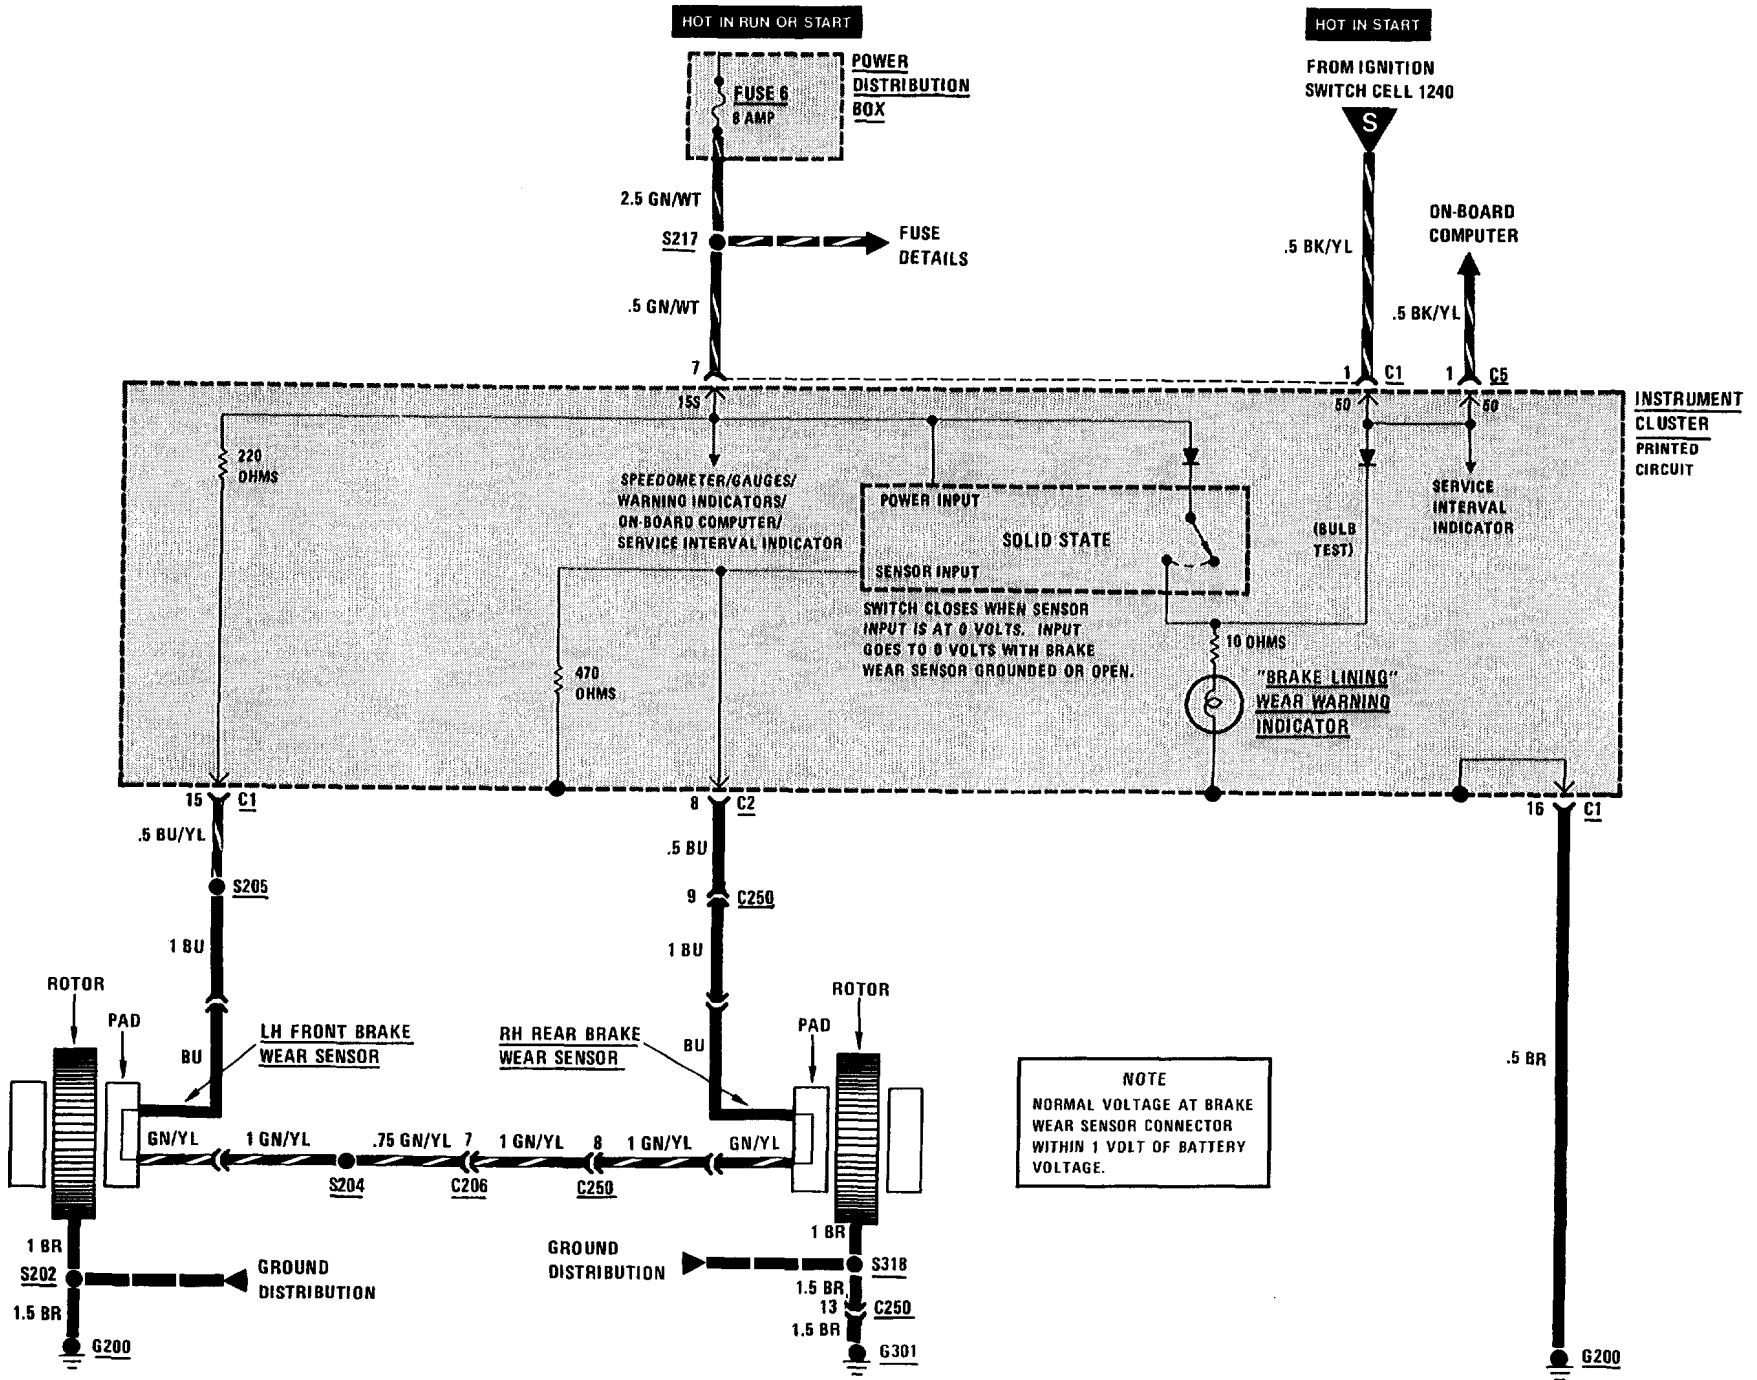 HOT IN RUN OR START
HOT IN START
POWER
DISTRIBUTION
BOX
FUSE 6
8 AMP
FROM IGNITION
SWITCH CELL 1240
S
2.5 GN/WT
S217
FUSE
DETAILS
.5 GN/WT
.5 BK/YL
ON-BOARD
COMPUTER
.5 BK/YL
7
1
C1
1
C5
15S
50
50
INSTRUMENT
CLUSTER
PRINTED
CIRCUIT
220
OHMS
SPEEDOMETER/GAUGES/
WARNING INDICATORS/
ON-BOARD COMPUTER/
SERVICE INTERVAL INDICATOR
POWER INPUT
SOLID STATE
SENSOR INPUT
(BULB
TEST)
SERVICE
INTERVAL
INDICATOR
SWITCH CLOSES WHEN SENSOR
INPUT IS AT 0 VOLTS. INPUT
GOES TO 0 VOLTS WITH BRAKE
WEAR SENSOR GROUNDED OR OPEN.
470
OHMS
10 OHMS
"BRAKE LINING"
WEAR WARNING
INDICATOR
15
C1
8
C2
16
C1
.5 BU/YL
.5 BU
S205
9
C250
1 BU
1 BU
ROTOR
PAD
BU
LH FRONT BRAKE
WEAR SENSOR
RH REAR BRAKE
WEAR SENSOR
BU
PAD
ROTOR
GN/YL
1 GN/YL
.75 GN/YL
7
1 GN/YL
8
1 GN/YL
GN/YL
S204
C206
C250
NOTE
NORMAL VOLTAGE AT BRAKE
WEAR SENSOR CONNECTOR
WITHIN 1 VOLT OF BATTERY
VOLTAGE.
.5 BR
1 BR
S202
GROUND
DISTRIBUTION
1.5 BR
G200
GROUND
DISTRIBUTION
1 BR
S318
1.5 BR
13
C250
1.5 BR
G301
G200